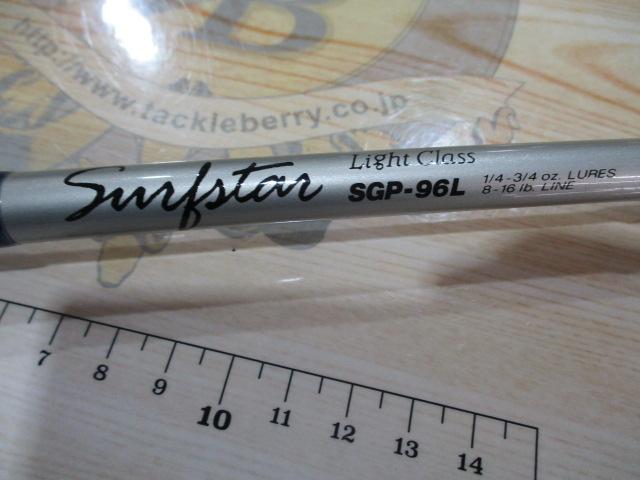 B
http://www.
www.tackleberry.co.jp
Surfstar
Light Class
SGP-96L
1/4-3/4 oz. LURES
8-16 lb. LINE
7 8 9 10 11 12 13 14